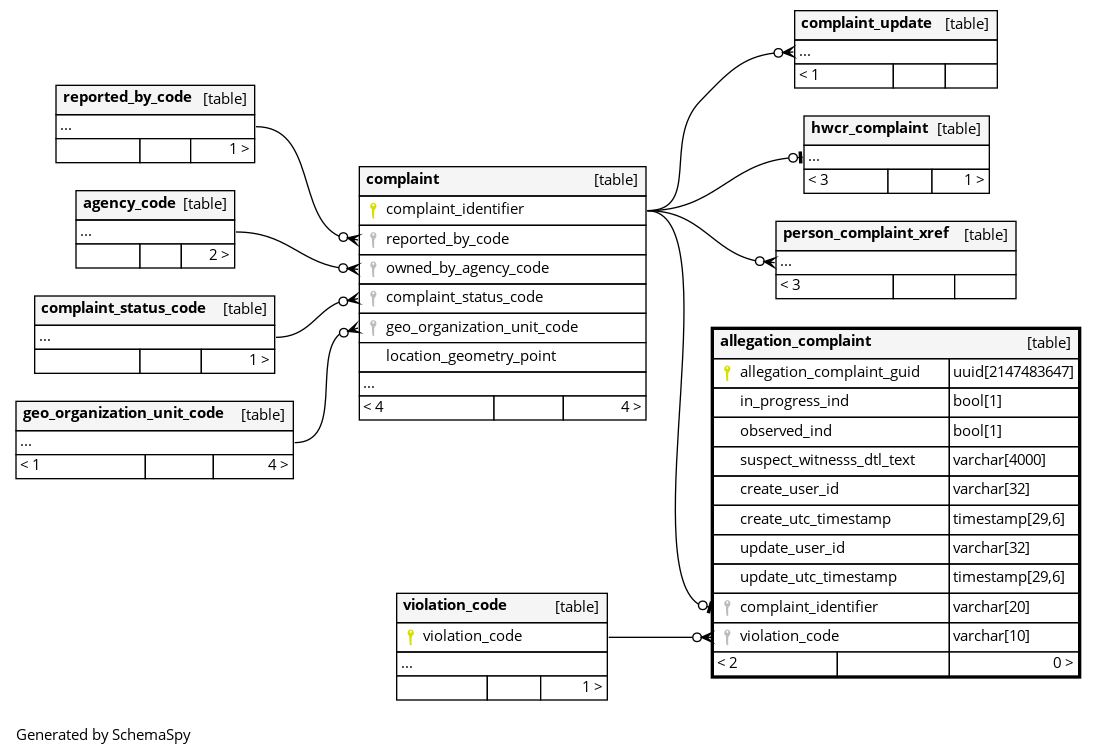 complaint_update [table]
...
< 1
reported_by_code [table]
...
1 >
hwcr_complaint [table]
...
< 3 1 >
complaint [table]
complaint_identifier
reported_by_code
owned_by_agency_code
complaint_status_code
geo_organization_unit_code
location_geometry_point
...
< 4 4 >
agency_code [table]
...
2 >
person_complaint_xref [table]
...
< 3
complaint_status_code [table]
...
1 >
allegation_complaint [table]
allegation_complaint_guid uuid[2147483647]
in_progress_ind bool[1]
observed_ind bool[1]
suspect_witnesss_dtl_text varchar[4000]
create_user_id varchar[32]
create_utc_timestamp timestamp[29,6]
update_user_id varchar[32]
update_utc_timestamp timestamp[29,6]
complaint_identifier varchar[20]
violation_code varchar[10]
< 2 0 >
geo_organization_unit_code [table]
...
< 1 4 >
violation_code [table]
violation_code
...
1 >
Generated by SchemaSpy